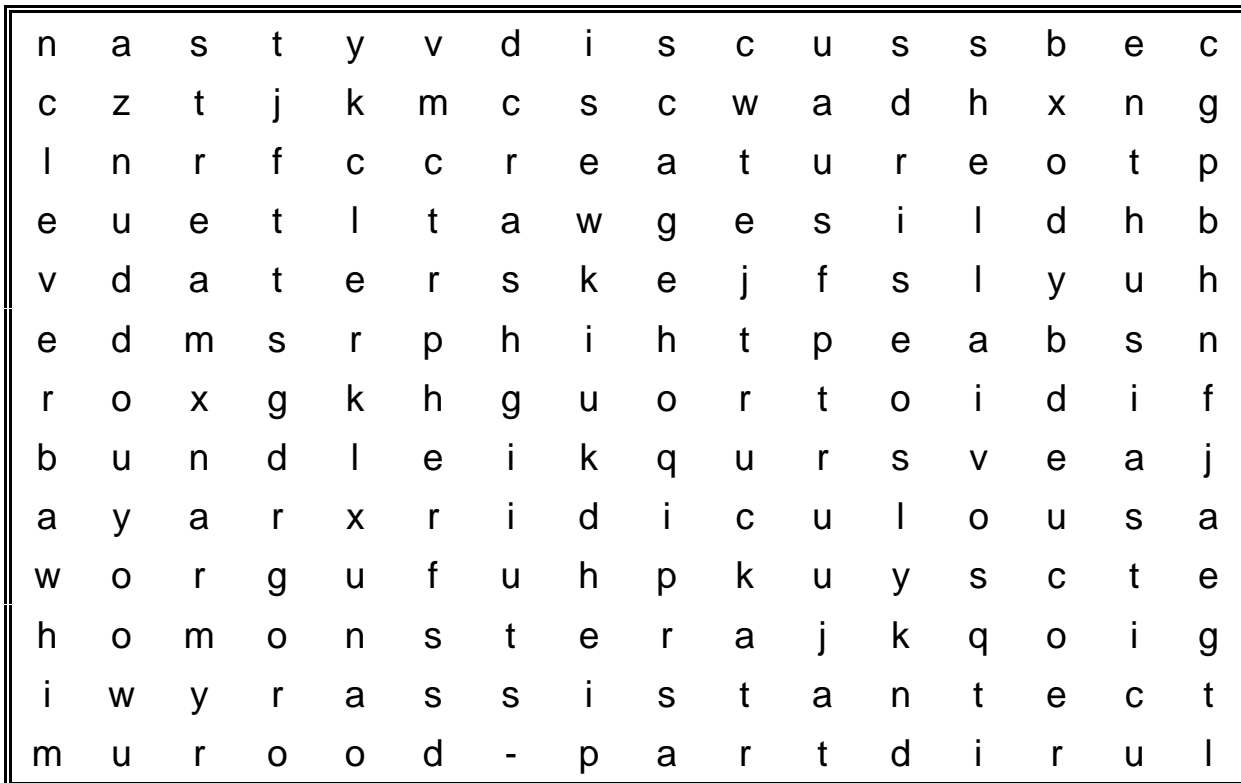 n a s t y v d i s c u s s b e c
c z t j k m c s c w a d h x n g
l n r f c c r e a t u r e o t p
e u e t l t a w g e s i l d h b
v d a t e r s k e j f s l y u h
e d m s r p h i h t p e a b s n
r o x g k h g u o r t o i d i f
b u n d l e i k q u r s v e a j
a y a r x r i d i c u l o u s a
w o r g u f u h p k u y s c t e
h o m o n s t e r a j k q o i g
i w y r a s s i s t a n t e c t
m u r o o d - p a r t d i r u l